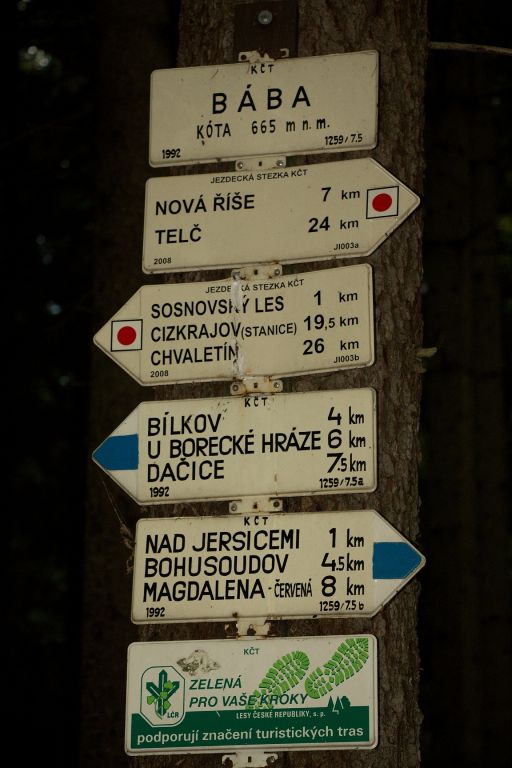 KČT
BÁBA
KÓTA 665 m n. m.
1992 1259/7.5
JEZDECKÁ STEZKA KČT
NOVÁ ŘÍŠE 7 km
TELČ 24 km
2008 JI003a
JEZDECKÁ STEZKA KČT
SOSNOVSKÝ LES 1 km
CIZKRAJOV (STANICE) 19,5 km
CHVALETÍN 26 km
2008 JI003b
KČT
BÍLKOV 4 km
U BORECKÉ HRÁZE 6 km
DAČICE 7.5 km
1992 1259/7.5a
KČT
NAD JERSICEMI 1 km
BOHUSOUDOV 4.5 km
MAGDALENA - ČERVENÁ 8 km
1992 1259/7.5b
KČT
ZELENÁ
PRO VAŠE KROKY
LESY ČESKÉ REPUBLIKY, s. p.
LČR
podporují značení turistických tras